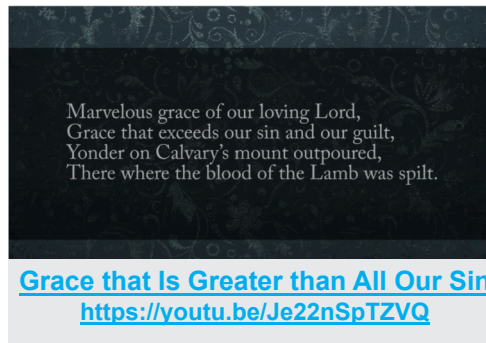 Marvelous grace of our loving Lord,
Grace that exceeds our sin and our guilt,
Yonder on Calvary's mount outpoured,
There where the blood of the Lamb was spilt.
Grace that Is Greater than All Our Sin
https://youtu.be/Je22nSpTZVQ